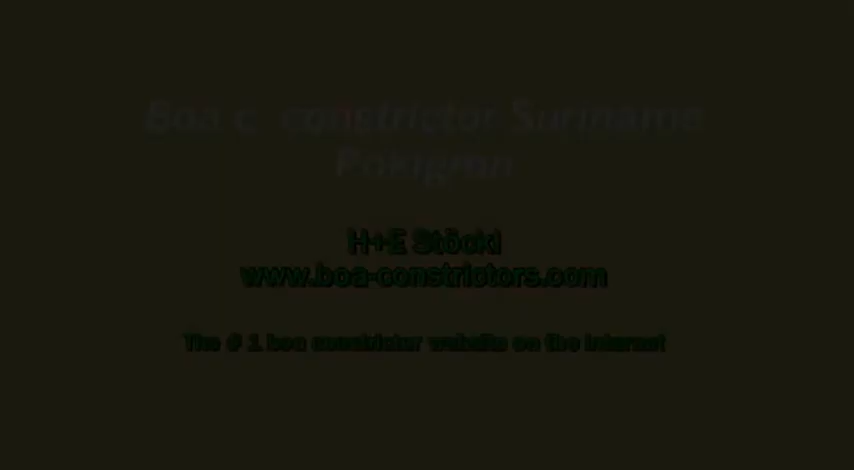 Boa c. constrictor Suriname
Pokigron
H+E Stöckl
www.boa-constrictors.com
The # 1 boa constrictor website on the internet